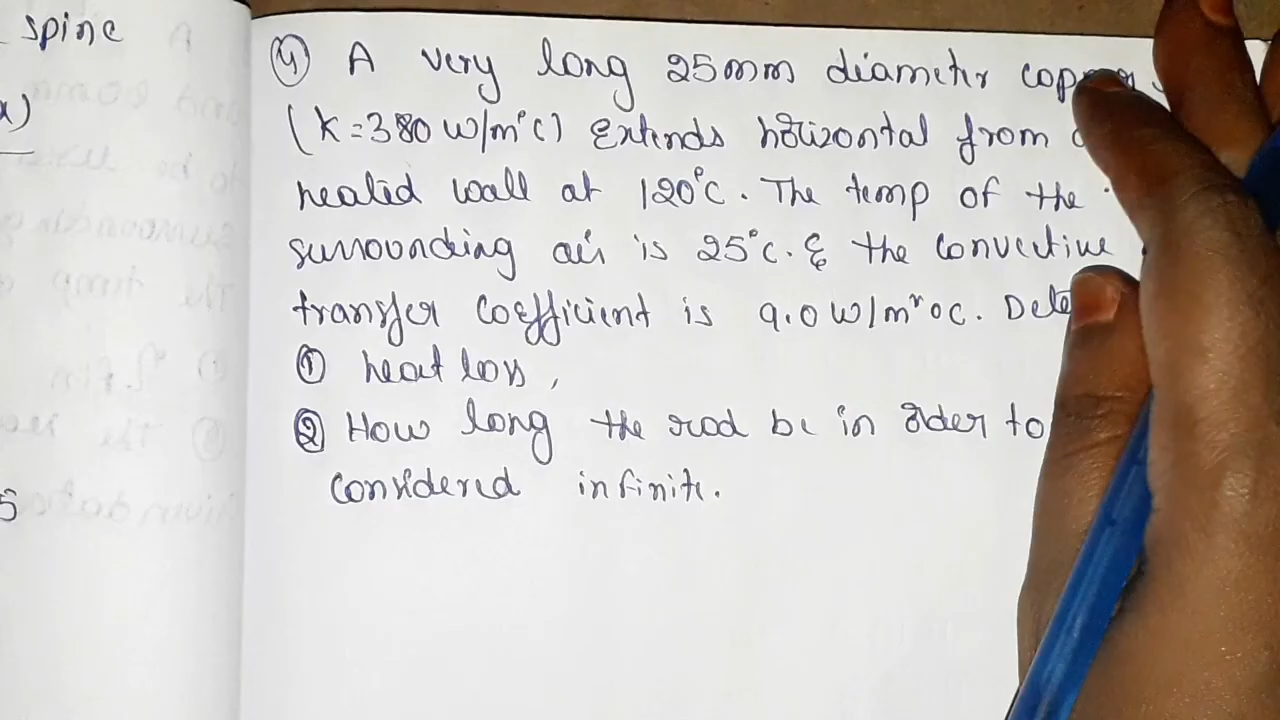 spine
x)
5
④ A very long 25mm diameter
(K=380 W/m°C) Extends horizontal from
heated wall at 120°C. The temp of the
surrounding air is 25°C. & the convective
transfer coefficient is 9.0 W/m²°C. Dete
① heat loss,
② How long the rod be in order to
considered infinite.